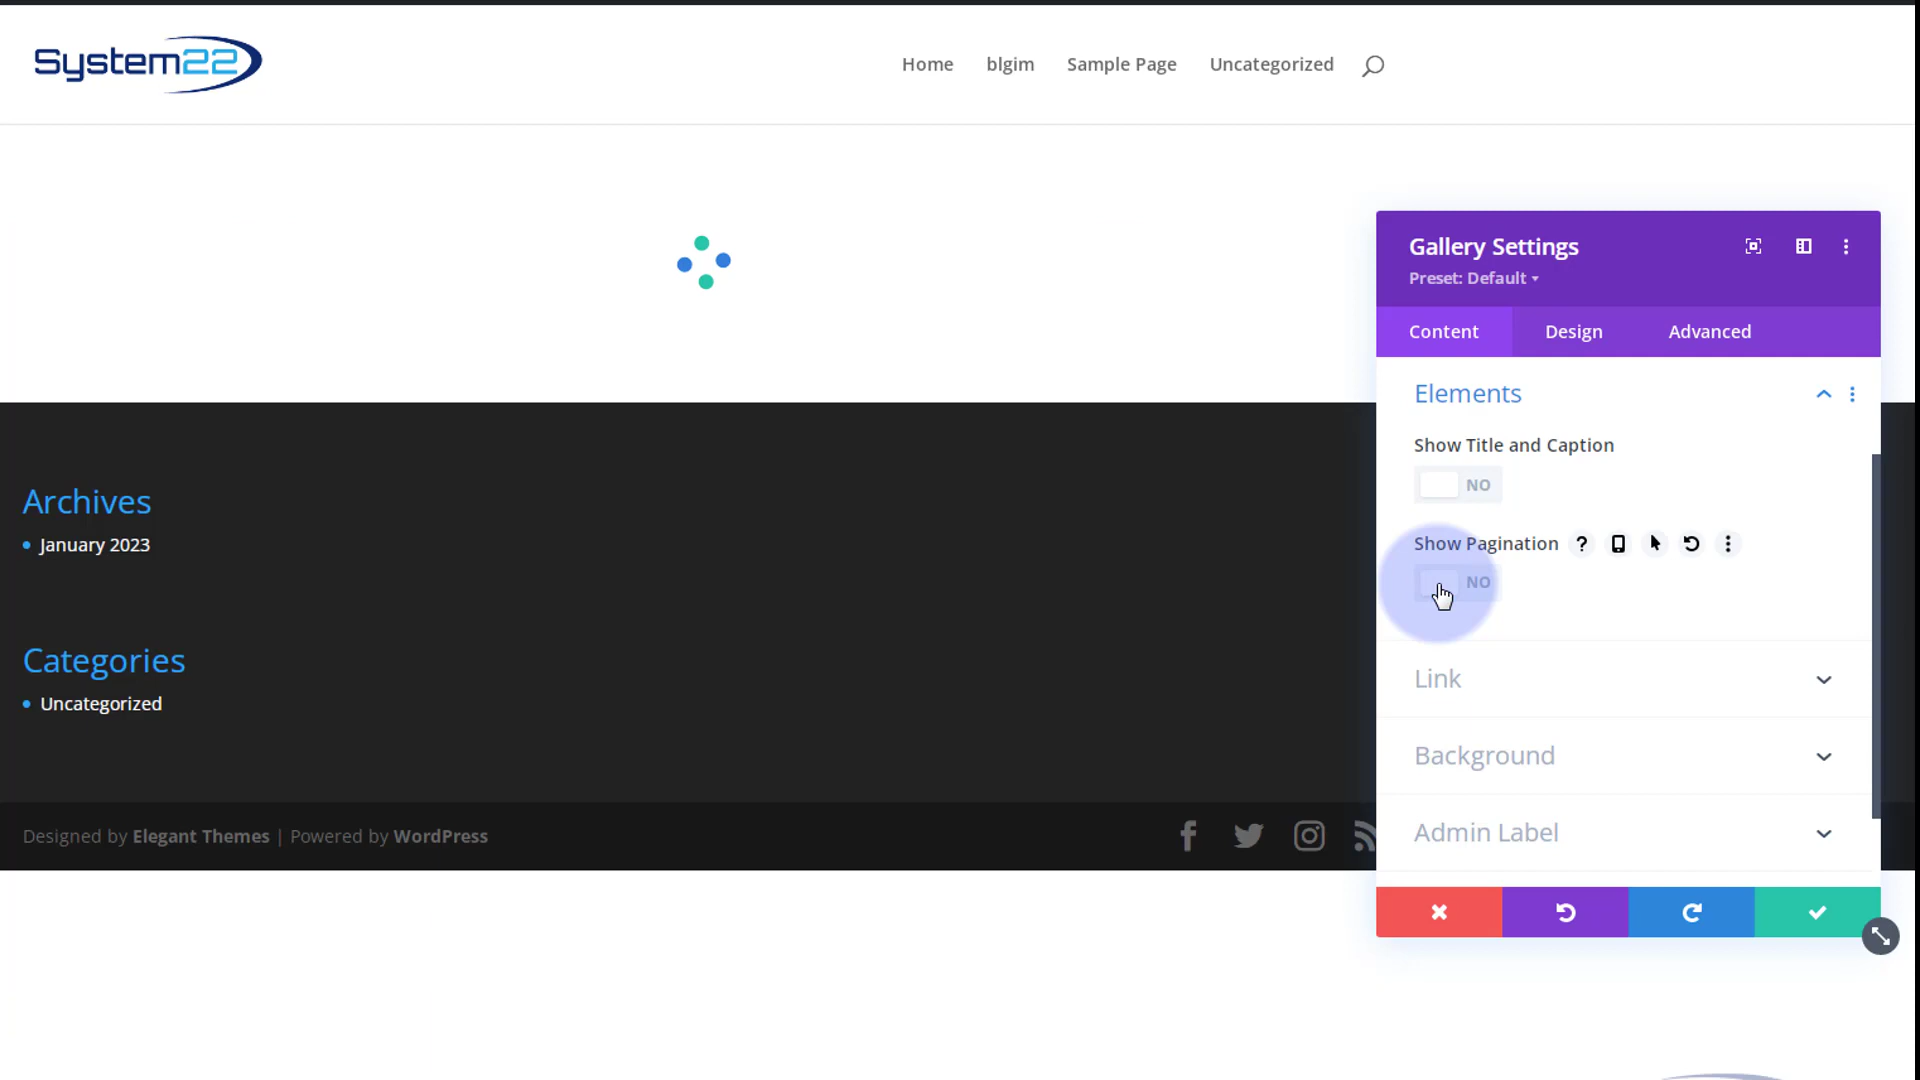 System22
Home blgim Sample Page Uncategorized
Gallery Settings
Preset: Default
Content Design Advanced
Elements
Show Title and Caption
NO
Show Pagination ?
NO
Link
Background
Admin Label
Archives
January 2023
Categories
Uncategorized
Designed by Elegant Themes | Powered by WordPress